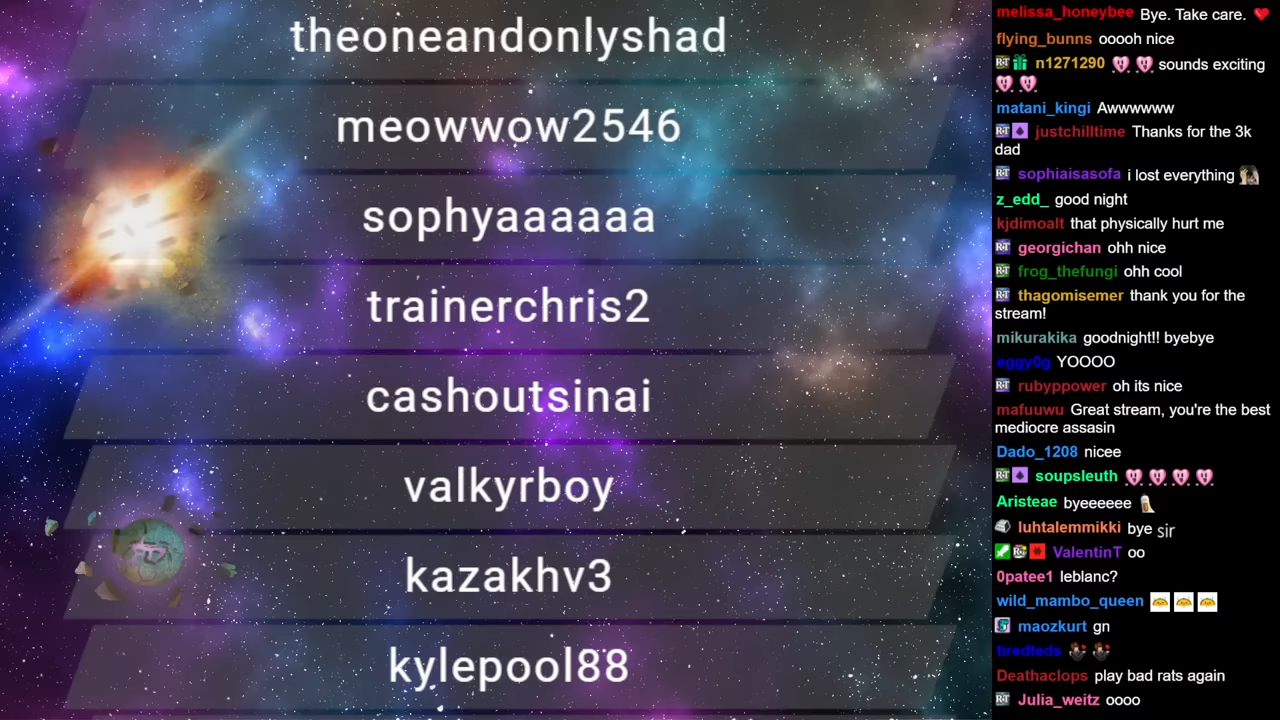 theoneandonlyshad
meowwow2546
sophyaaaaaa
trainerchris2
cashoutsinai
valkyrboy
kazakhv3
kylepool88
melissa_honeybee Bye. Take care.
flying_bunns ooooh nice
n1271290 sounds exciting
matani_kingi Awwwwww
justchilltime Thanks for the 3k
dad
sophiaisasofa i lost everything
z_edd_ good night
kjdimoalt that physically hurt me
georgichan ohh nice
frog_thefungi ohh cool
thagomisemer thank you for the
stream!
mikurakika goodnight!! byebye
eggy0g YOOOO
rubyppower oh its nice
mafuuwu Great stream, you're the best
mediocre assasin
Dado_1208 nicee
soupsleuth
Aristeae byeeeeee
luhtalemmikki bye sir
ValentinT oo
0patee1 leblanc?
wild_mambo_queen
maozkurt gn
tiredteds
Deathaclops play bad rats again
Julia_weitz oooo